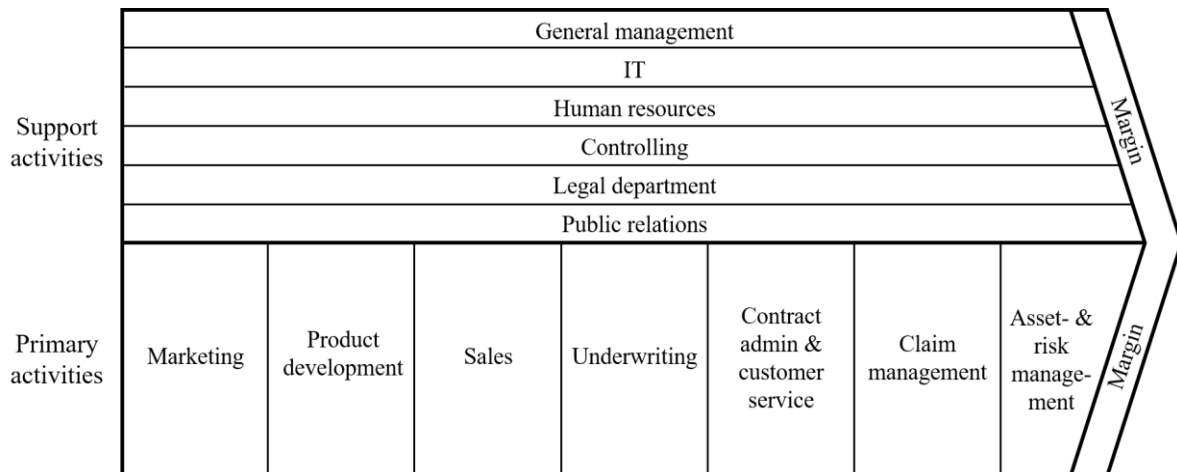 General management
IT
Human resources
Controlling
Legal department
Public relations
Support
activities
Margin
Primary
activities
Marketing
Product
development
Sales
Underwriting
Contract
admin &
customer
service
Claim
management
Asset- &
risk
manage-
ment
Margin